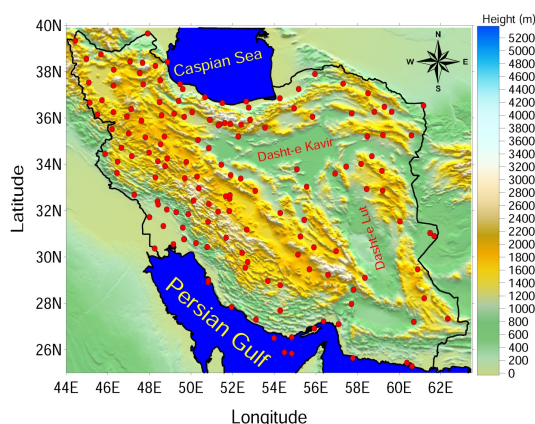 Height (m)
40N
38N
36N
34N
32N
30N
28N
26N
44E 46E 48E 50E 52E 54E 56E 58E 60E 62E
Latitude
Longitude
Caspian Sea
Dasht-e Kavir
Dasht-e Lut
Persian Gulf
N
W E
S
5200
5000
4800
4600
4400
4200
4000
3800
3600
3400
3200
3000
2800
2600
2400
2200
2000
1800
1600
1400
1200
1000
800
600
400
200
0